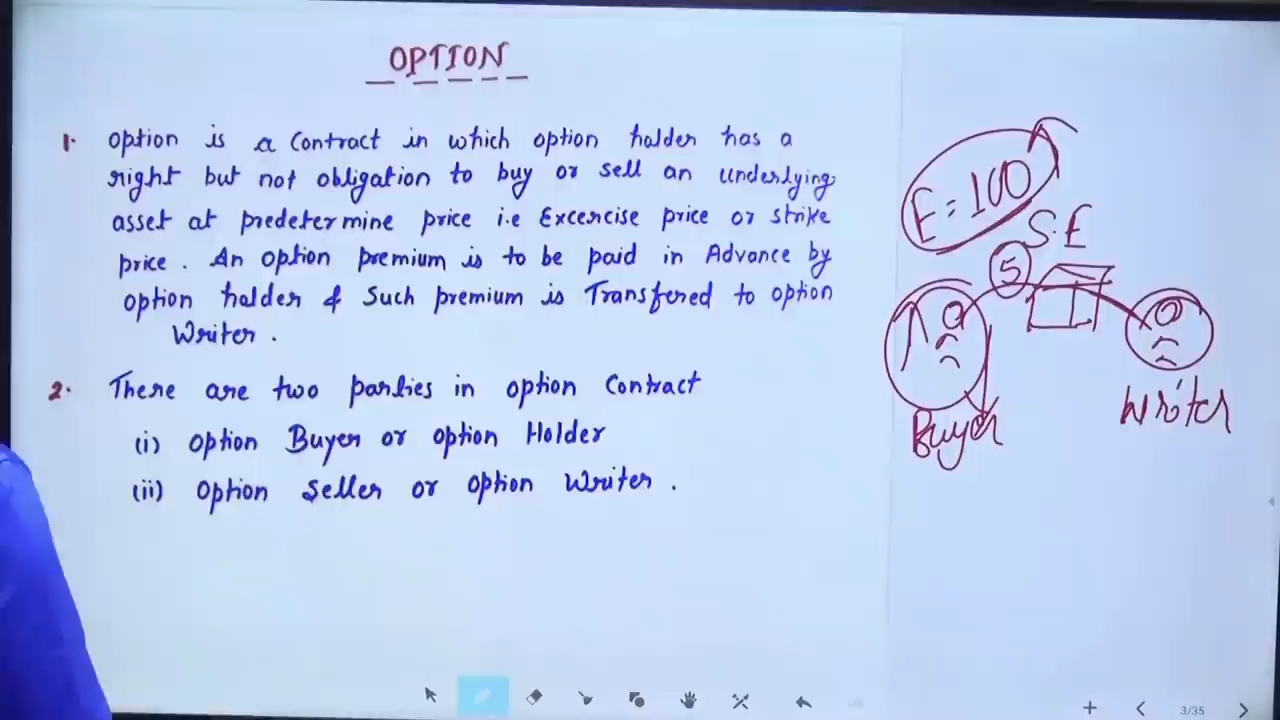 OPTION
1. Option is a Contract in which option holder has a
right but not obligation to buy or sell an underlying
asset at predetermine price i.e Excercise price or strike
price. An option premium is to be paid in Advance by
option holder & Such premium is Transfered to option
Writer.
2. There are two parties in option Contract
(i) Option Buyer or option Holder
(ii) Option Seller or option Writer.
E = 100
S.E
5
Buyer
Writer
3/35